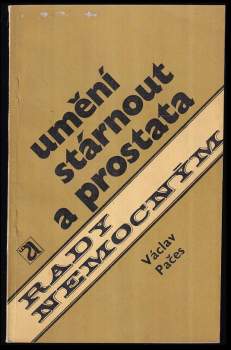 umění
stárnout
a prostata
RADY
NEMOCNÝM
Václav
Pačes